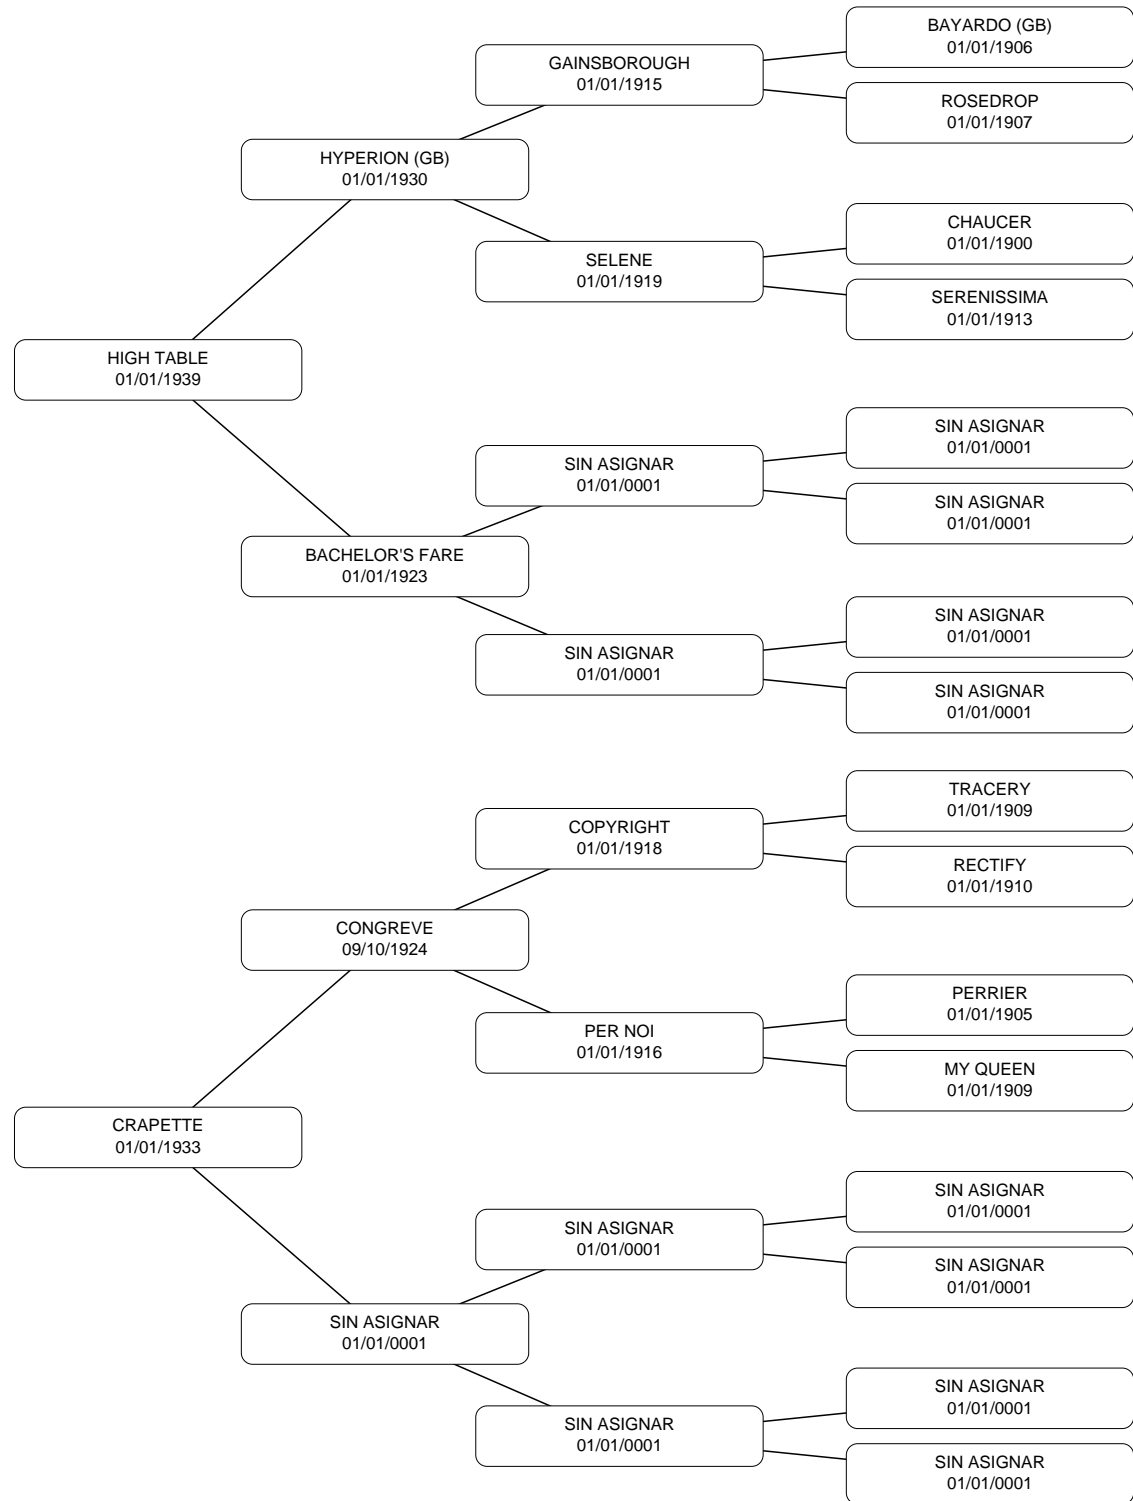 BAYARDO (GB)
01/01/1906
GAINSBOROUGH
01/01/1915
ROSEDROP
01/01/1907
HYPERION (GB)
01/01/1930
CHAUCER
01/01/1900
SELENE
01/01/1919
SERENISSIMA
01/01/1913
HIGH TABLE
01/01/1939
SIN ASIGNAR
01/01/0001
SIN ASIGNAR
01/01/0001
SIN ASIGNAR
01/01/0001
BACHELOR'S FARE
01/01/1923
SIN ASIGNAR
01/01/0001
SIN ASIGNAR
01/01/0001
SIN ASIGNAR
01/01/0001
TRACERY
01/01/1909
COPYRIGHT
01/01/1918
RECTIFY
01/01/1910
CONGREVE
09/10/1924
PERRIER
01/01/1905
PER NOI
01/01/1916
MY QUEEN
01/01/1909
CRAPETTE
01/01/1933
SIN ASIGNAR
01/01/0001
SIN ASIGNAR
01/01/0001
SIN ASIGNAR
01/01/0001
SIN ASIGNAR
01/01/0001
SIN ASIGNAR
01/01/0001
SIN ASIGNAR
01/01/0001
SIN ASIGNAR
01/01/0001